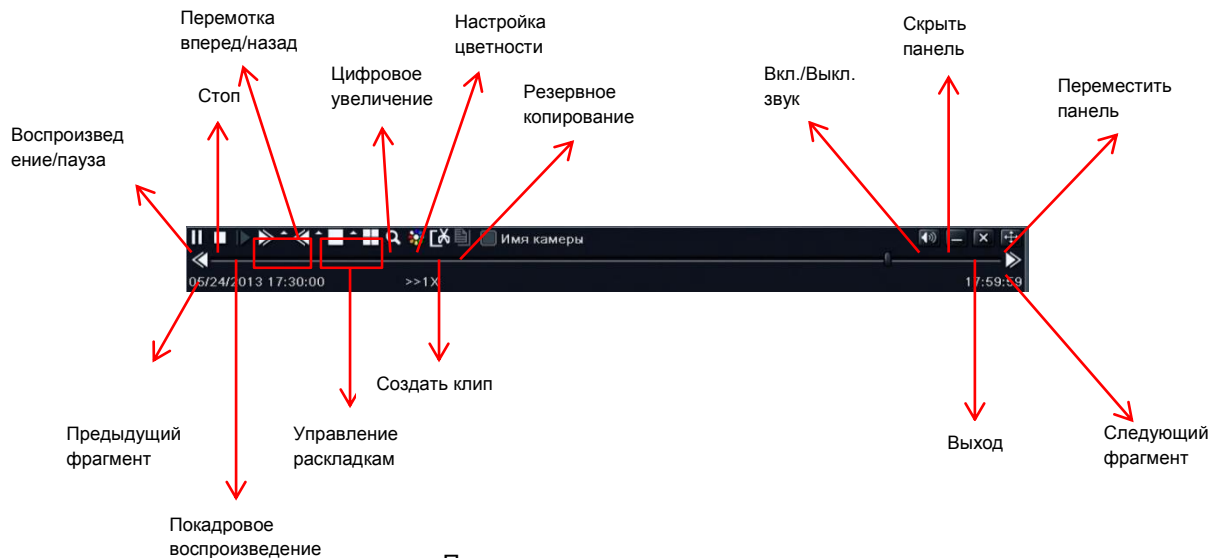 Перемотка
вперед/назад
Настройка
цветности
Скрыть
панель
Стоп
Цифровое
увеличение
Резервное
копирование
Вкл./Выкл.
звук
Переместить
панель
Воспроизвед
ение/пауза
Имя камеры
05/24/2013 17:30:00
>>1X
17:59:59
Создать клип
Предыдущий
фрагмент
Управление
раскладкам
Выход
Следующий
фрагмент
Покадровое
воспроизведение